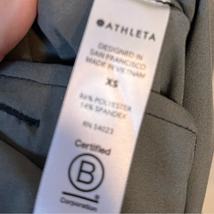 ATHLETA
DESIGNED IN
SAN FRANCISCO
MADE IN VIETNAM
XS
86% POLYESTER
14% SPANDEX
RN 54023
Certified
B
Corporation